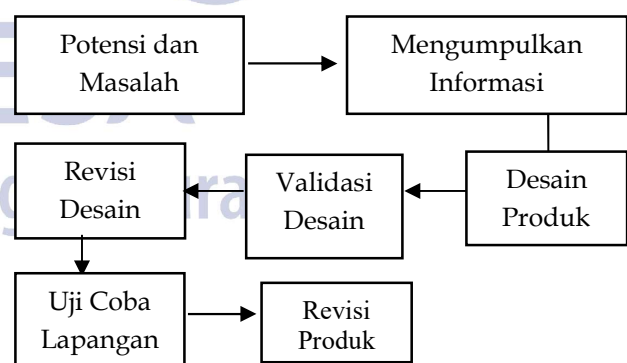 Potensi dan
Masalah
Mengumpulkan
Informasi
Revisi
Desain
Validasi
Desain
Desain
Produk
Uji Coba
Lapangan
Revisi
Produk